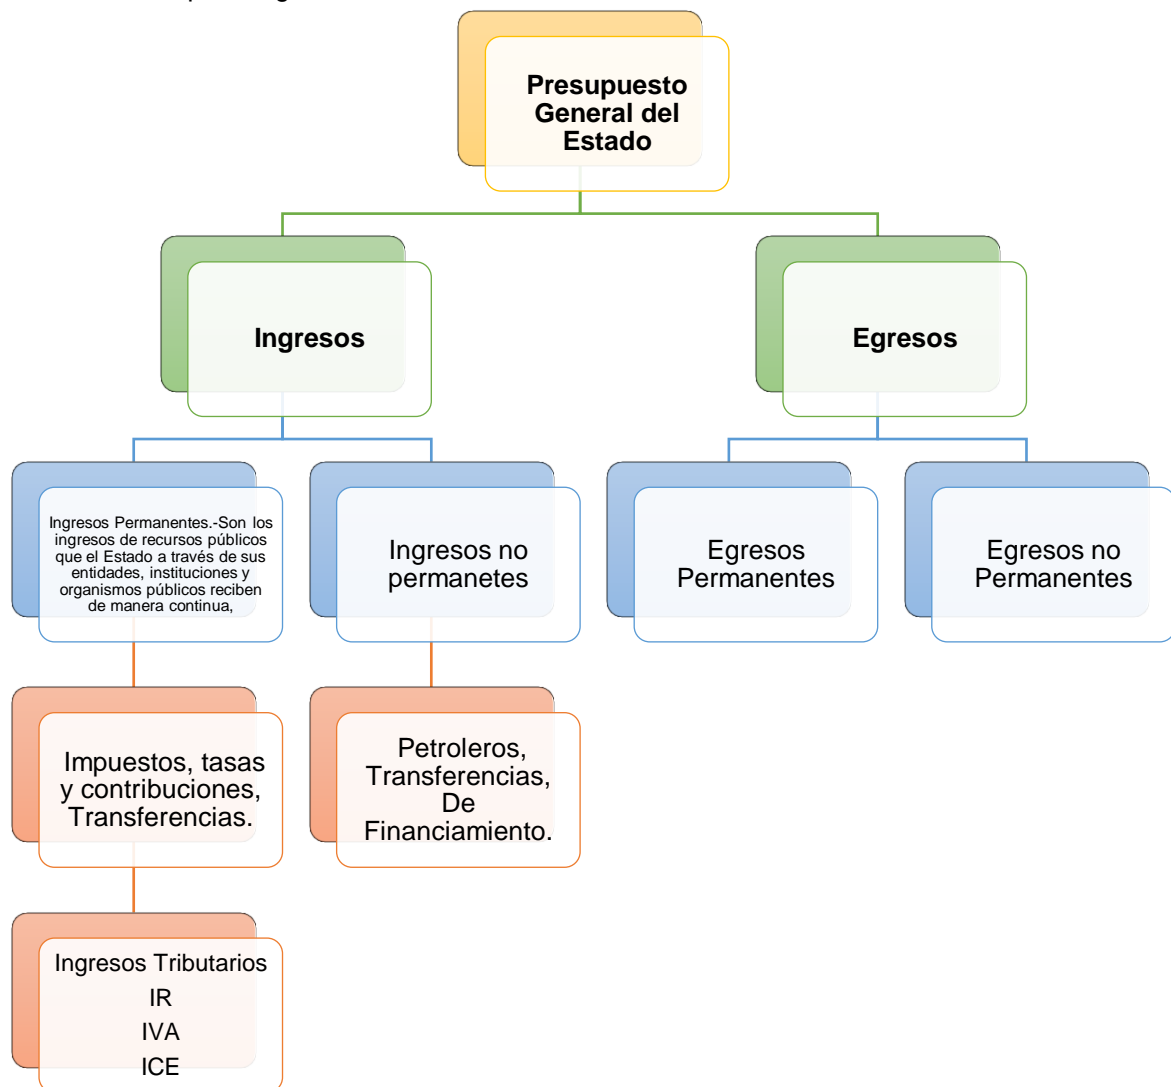 Presupuesto
General del
Estado
Ingresos
Egresos
Ingresos Permanentes.-Son los
ingresos de recursos públicos
que el Estado a través de sus
entidades, instituciones y
organismos públicos reciben
de manera continua,
Ingresos no
permanetes
Egresos
Permanentes
Egresos no
Permanentes
Impuestos, tasas
y contribuciones,
Transferencias.
Petroleros,
Transferencias,
De
Financiamiento.
Ingresos Tributarios
IR
IVA
ICE